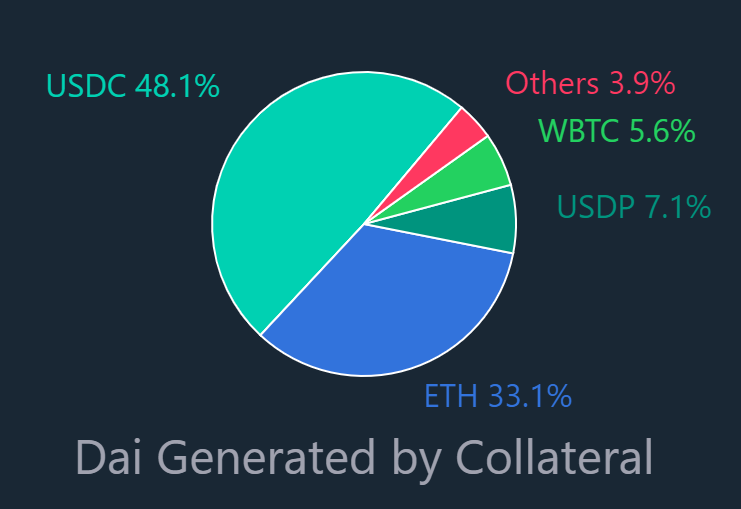 USDC 48.1%
Others 3.9%
WBTC 5.6%
USDP 7.1%
ETH 33.1%
Dai Generated by Collateral